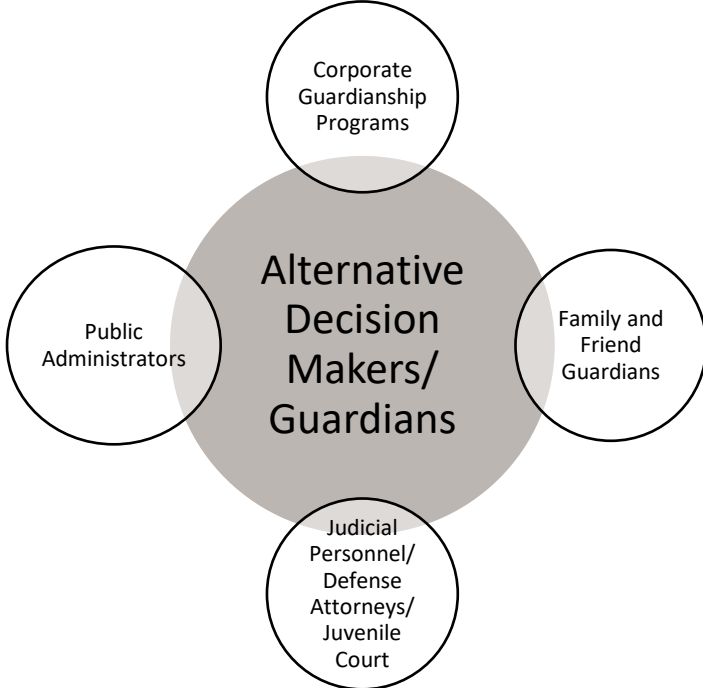 Corporate
Guardianship
Programs
Alternative
Decision
Makers/
Guardians
Public
Administrators
Family and
Friend
Guardians
Judicial
Personnel/
Defense
Attorneys/
Juvenile
Court